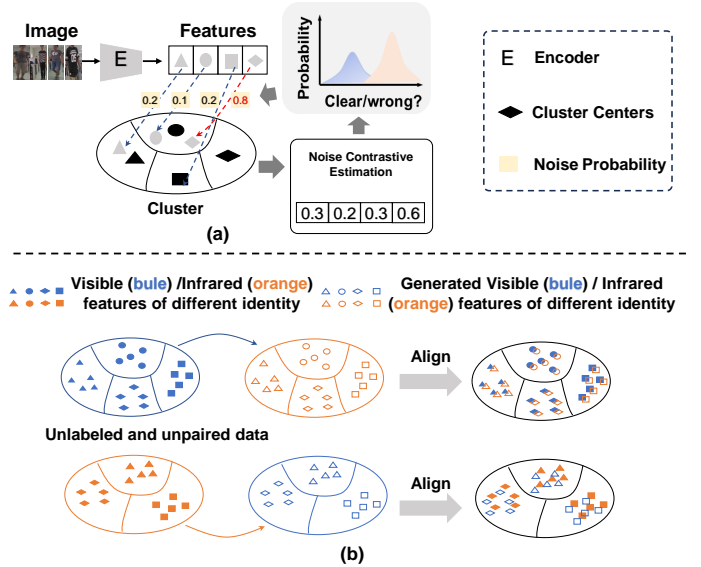 Image
Features
E
0.2
0.1
0.2
0.8
Cluster
(a)
Probability
Clear/wrong?
Noise Contrastive
Estimation
0.3 0.2 0.3 0.6
E Encoder
Cluster Centers
Noise Probability
Visible (bule) /Infrared (orange)
features of different identity
Generated Visible (bule) / Infrared
(orange) features of different identity
Align
Unlabeled and unpaired data
Align
(b)